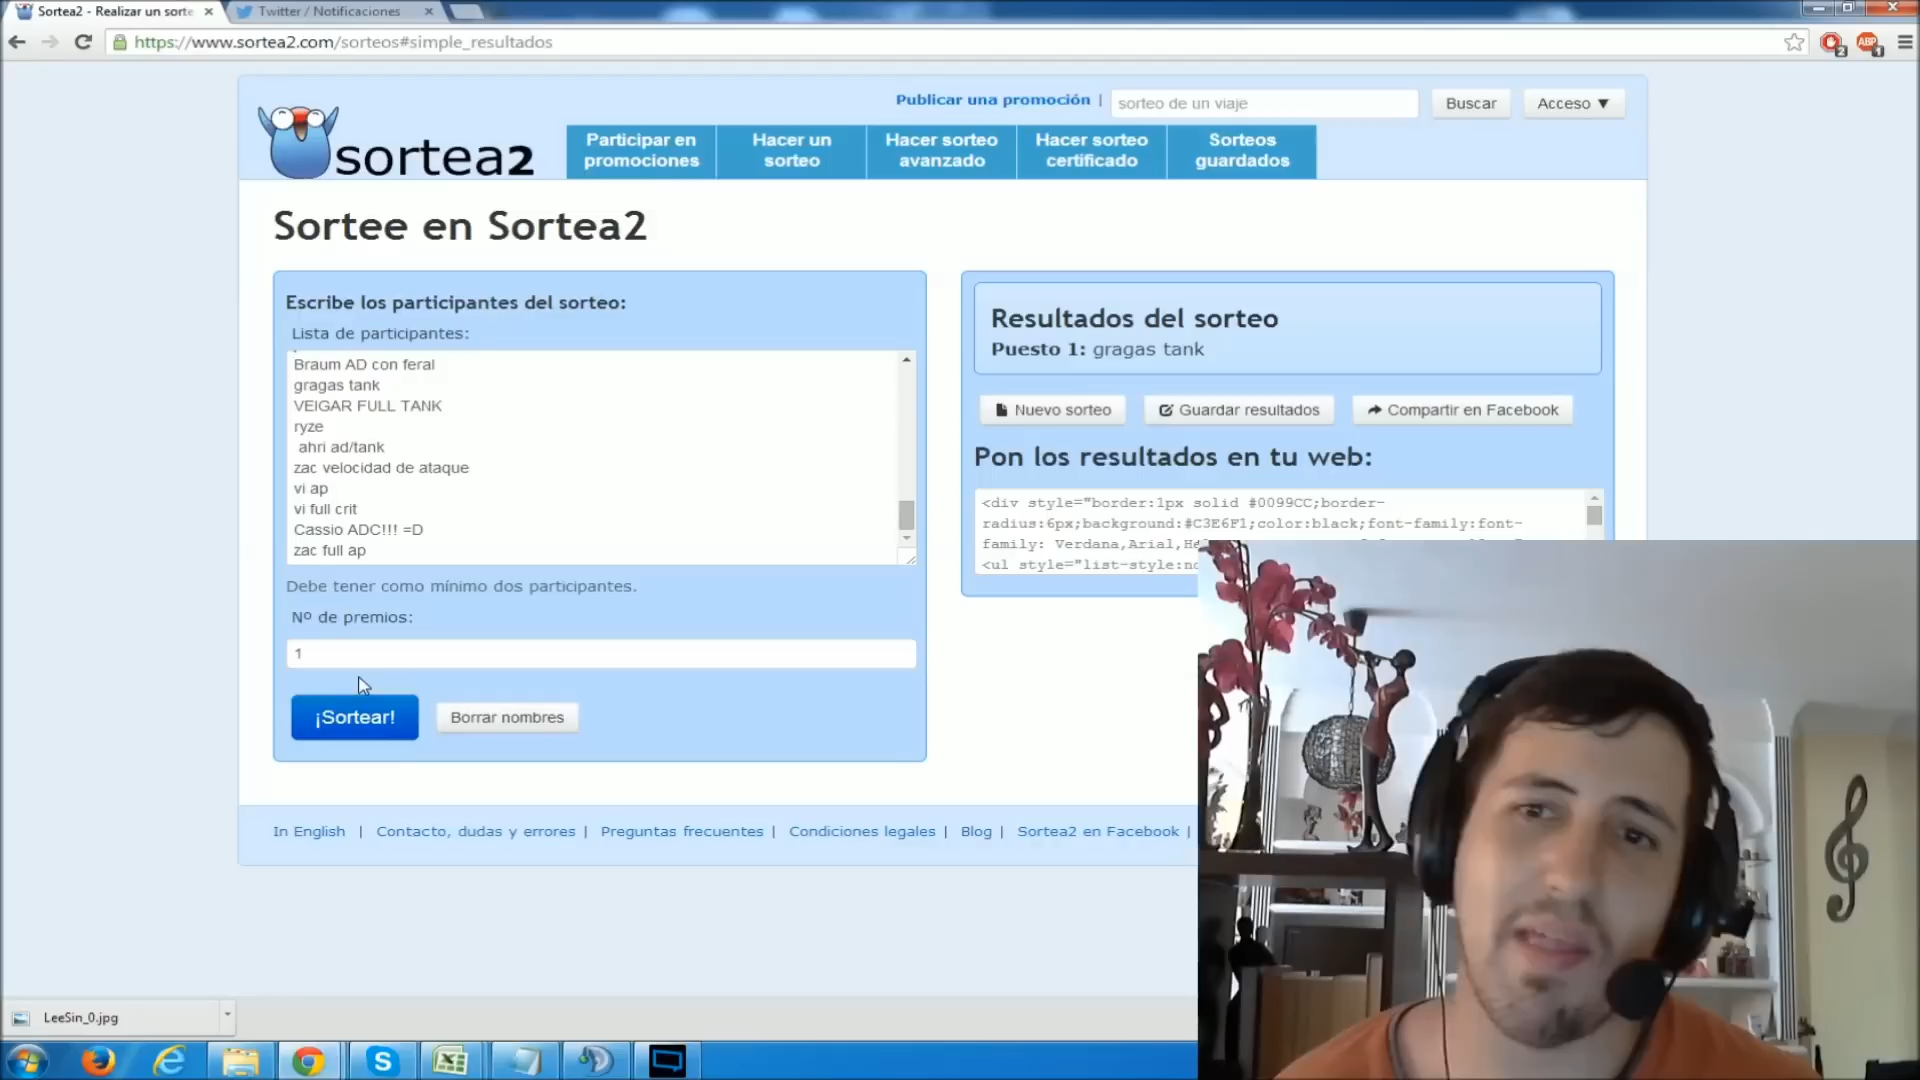 Sortea2 - Realizar un sorte
Twitter / Notificaciones
https://www.sortea2.com/sorteos#simple_resultados
2
ABP
1
Publicar una promoción |
sorteo de un viaje
Buscar
Acceso ▼
sortea2
Participar en promociones
Hacer un sorteo
Hacer sorteo avanzado
Hacer sorteo certificado
Sorteos guardados
Sortee en Sortea2
Escribe los participantes del sorteo:
Lista de participantes:
Braum AD con feral
gragas tank
VEIGAR FULL TANK
ryze
ahri ad/tank
zac velocidad de ataque
vi ap
vi full crit
Cassio ADC!!! =D
zac full ap
Debe tener como mínimo dos participantes.
Nº de premios:
1
¡Sortear!
Borrar nombres
Resultados del sorteo
Puesto 1: gragas tank
Nuevo sorteo
Guardar resultados
Compartir en Facebook
Pon los resultados en tu web:
<div style="border:1px solid #0099CC;border-
radius:6px;background:#C3E6F1;color:black;font-family:font-
family: Verdana,Arial,He
<ul style="list-style:no
In English | Contacto, dudas y errores | Preguntas frecuentes | Condiciones legales | Blog | Sortea2 en Facebook |
LeeSin_0.jpg